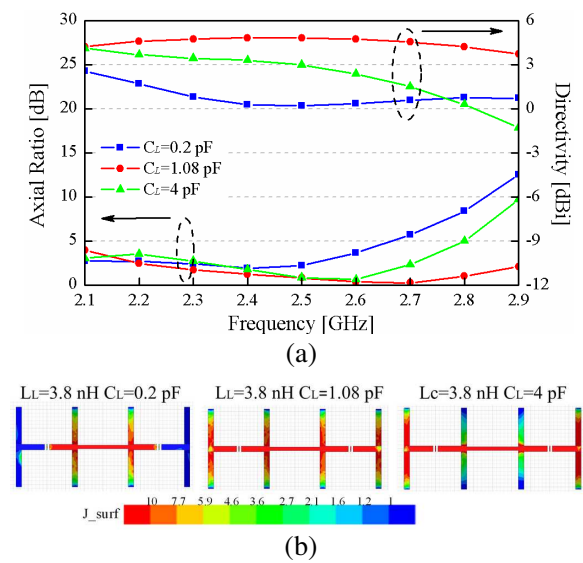 (a)
30
25
20
15
10
5
0
6
3
0
-3
-6
-9
-12
Axial Ratio [dB]
Directivity [dBi]
C_L=0.2 pF
C_L=1.08 pF
C_L=4 pF
2.1 2.2 2.3 2.4 2.5 2.6 2.7 2.8 2.9
Frequency [GHz]
(a)
LL=3.8 nH CL=0.2 pF
LL=3.8 nH CL=1.08 pF
Lc=3.8 nH CL=4 pF
10 7.7 5.9 4.6 3.6 2.7 2.1 1.6 1.2 1
J_surf
(b)